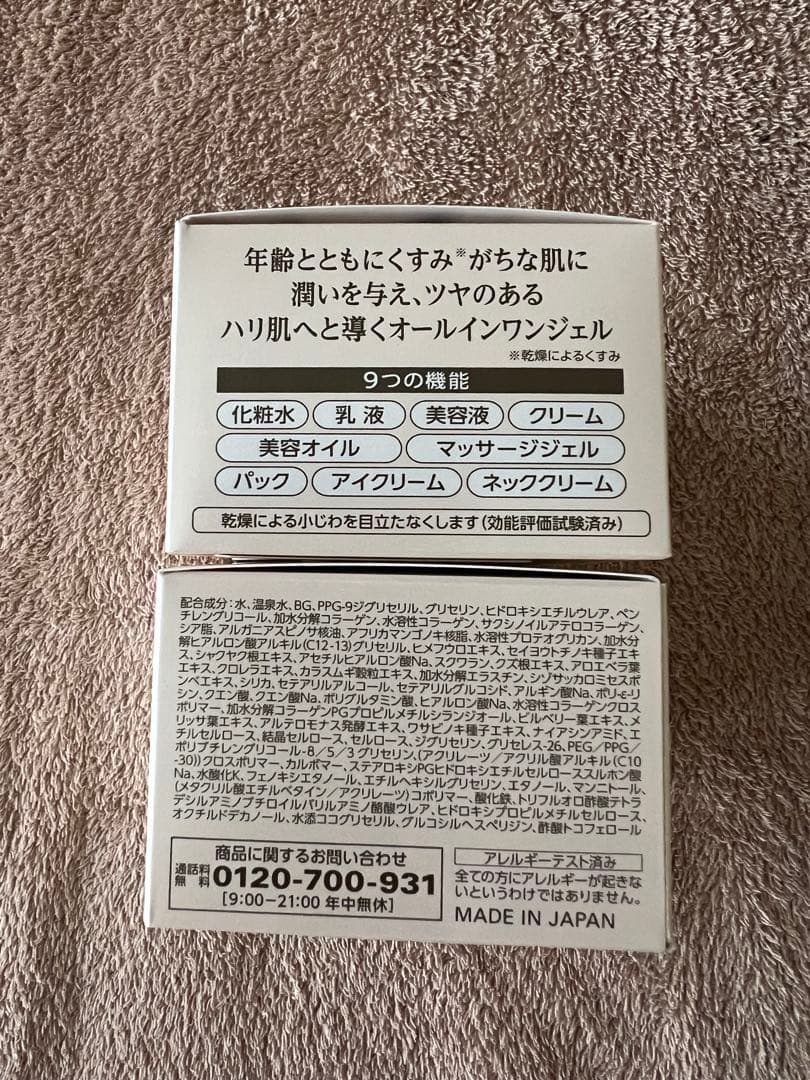 年齢とともにくすみ※がちな肌に
潤いを与え、ツヤのある
ハリ肌へと導くオールインワンジェル
※乾燥によるくすみ
9つの機能
化粧水 乳液 美容液 クリーム
美容オイル マッサージジェル
パック アイクリーム ネッククリーム
乾燥による小じわを目立たなくします(効能評価試験済み)
配合成分:水、温泉水、BG、PPG-9ジグリセリル、グリセリン、ヒドロキシエチルウレア、ペン
チレングリコール、加水分解コラーゲン、水溶性コラーゲン、サクシノイルアテロコラーゲン、
シア脂、アルガニアスピノサ核油、アフリカマンゴノキ核脂、水溶性プロテオグリカン、加水分
解ヒアルロン酸アルキル(C12-13)グリセリル、ヒメフウロエキス、セイヨウトチノキ種子エキ
ス、シャクヤク根エキス、アセチルヒアルロン酸Na、スクワラン、クズ根エキス、アロエベラ葉
エキス、クロレラエキス、カラスムギ穀粒エキス、加水分解エラスチン、シゾサッカロミセスポ
ンベエキス、シリカ、セテアリルアルコール、セテアリルグルコシド、アルギン酸Na、ポリ-ε-リ
シン、クエン酸、クエン酸Na、ポリグルタミン酸、ヒアルロン酸Na、水溶性コラーゲンクロス
ポリマー、加水分解コラーゲンPGプロピルメチルシランジオール、ビルベリー葉エキス、メ
リッサ葉エキス、アルテロモナス発酵エキス、ワサビノキ種子エキス、ナイアシンアミド、エ
チルセルロース、結晶セルロース、セルロース、ジグリセリン、グリセレス-26、PEG/PPG/
ポリブチレングリコール-8/5/3グリセリン、(アクリレーツ/アクリル酸アルキル(C10
-30))クロスポリマー、カルボマー、ステアロキシPGヒドロキシエチルセルローススルホン酸
Na、水酸化K、フェノキシエタノール、エチルヘキシルグリセリン、エタノール、マンニトール、
(メタクリル酸エチルベタイン/アクリレーツ)コポリマー、酸化鉄、トリフルオロ酢酸テトラ
デシルアミノブチロイルバリルアミノ酪酸ウレア、ヒドロキシプロピルメチルセルロース、
オクチルドデカノール、水添ココグリセリル、グルコシルヘスペリジン、酢酸トコフェロール
商品に関するお問い合わせ
通話料無料 0120-700-931
[9:00-21:00 年中無休]
アレルギーテスト済み
全ての方にアレルギーが起きな
いというわけではありません。
MADE IN JAPAN